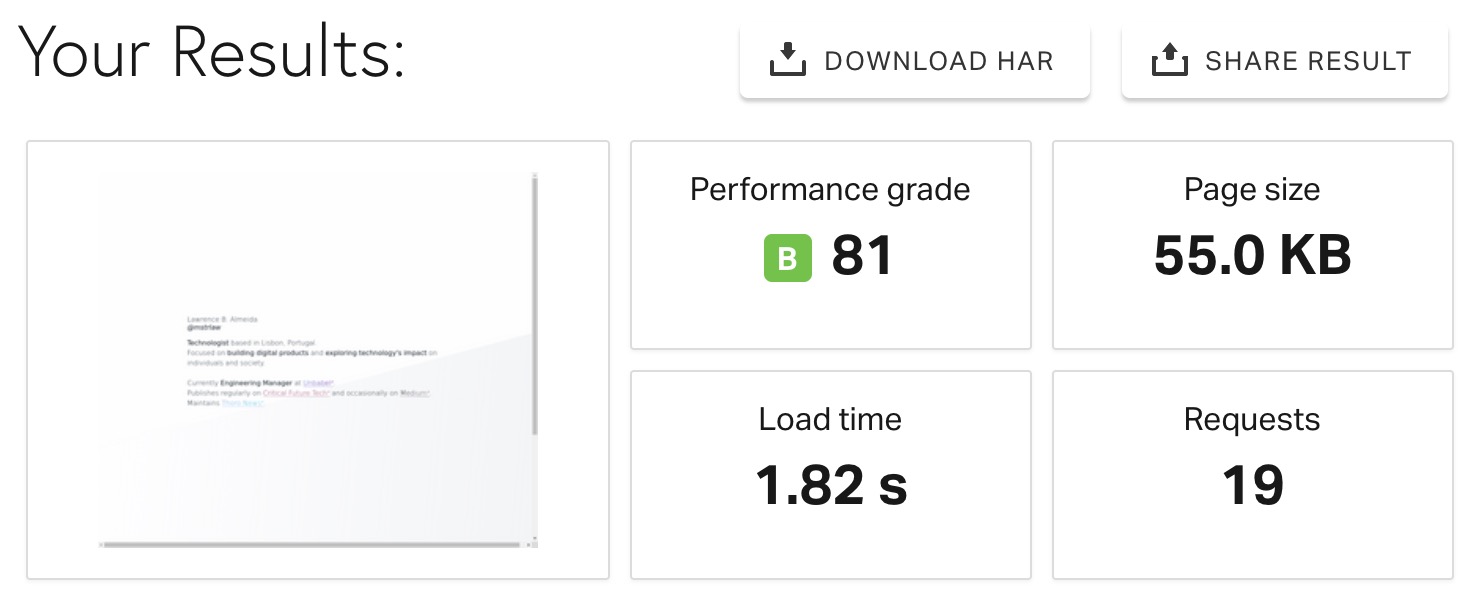 Your Results:
DOWNLOAD HAR
SHARE RESULT
Performance grade
B 81
Page size
55.0 KB
Lawrence B. Almeida
@mstrlaw
Technologist based in Lisbon, Portugal
Focused on building digital products and exploring technology's impact on
individuals and society.
Currently Engineering Manager at Unbabel
Publishes regularly on Critical Future Tech and occasionally on Medium
Maintains
Load time
1.82 s
Requests
19